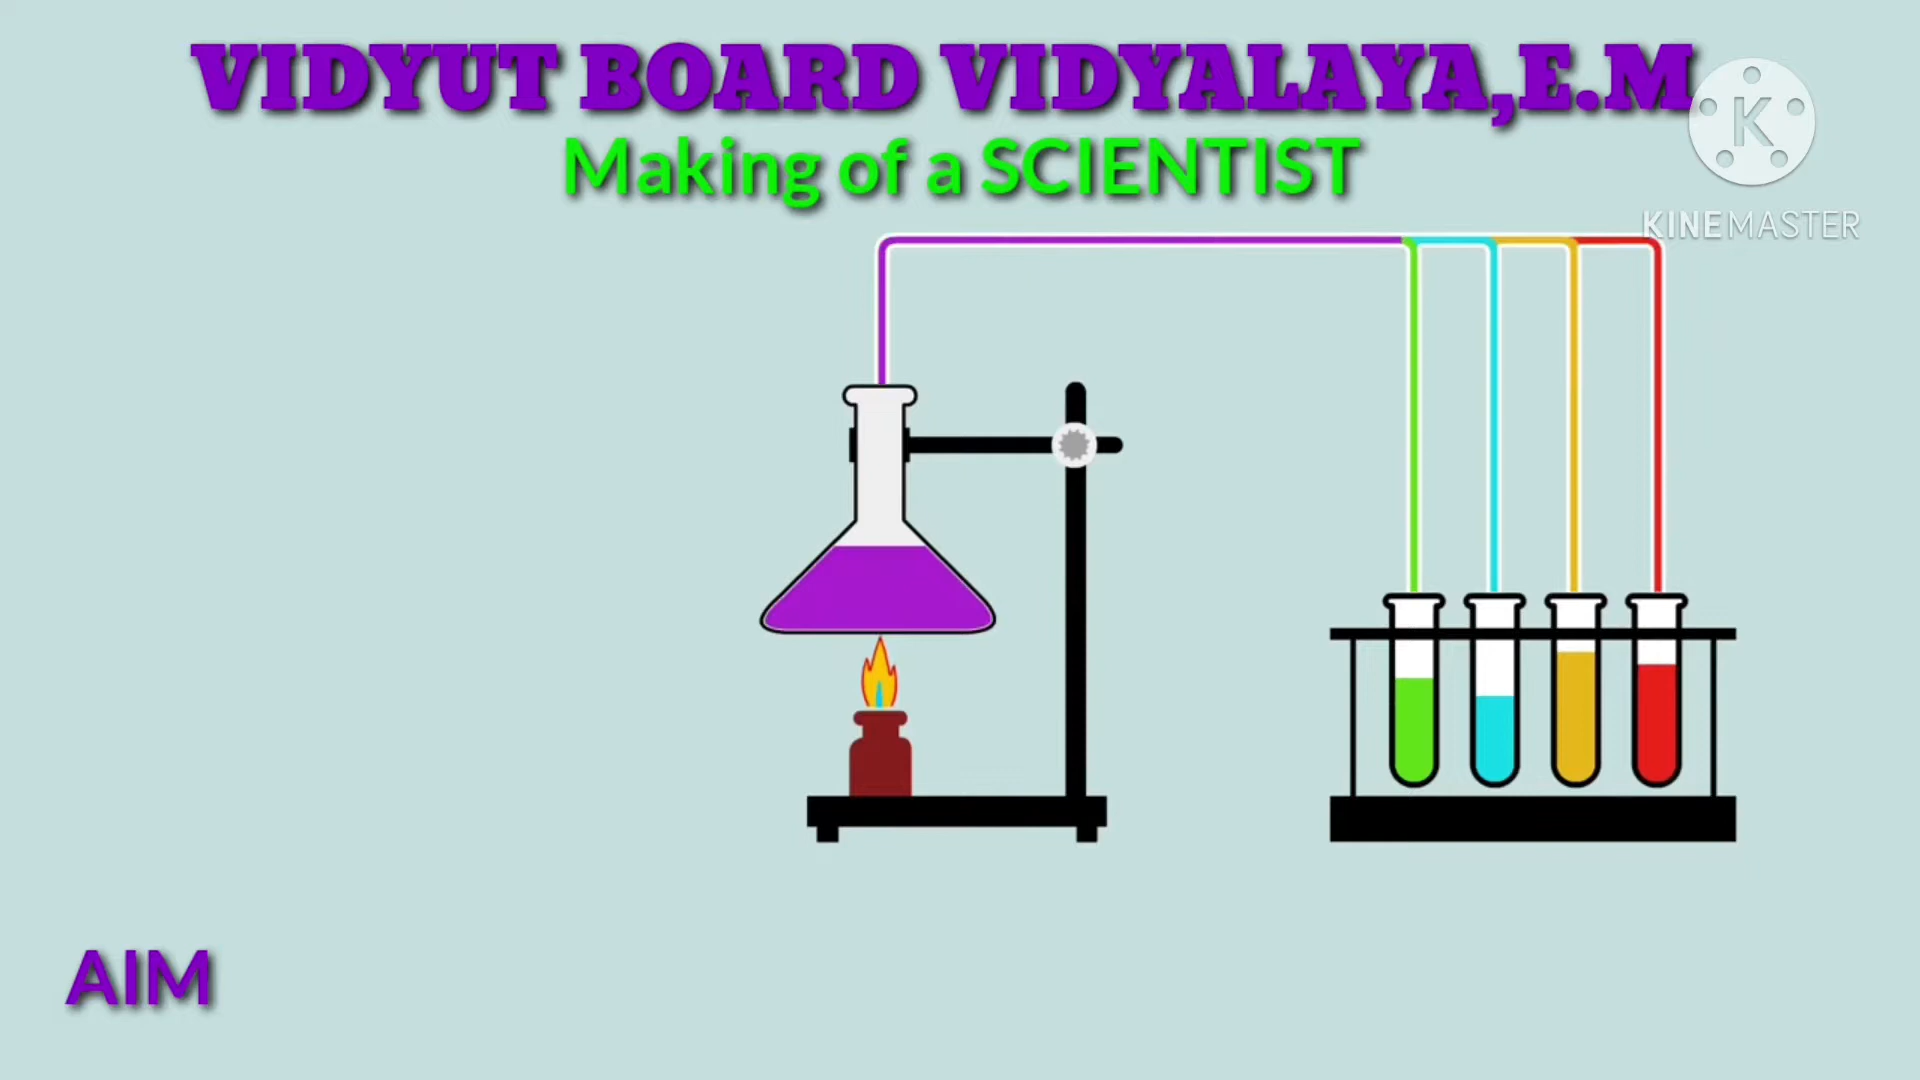 VIDYUT BOARD VIDYALAYA,E.M
Making of a SCIENTIST
K
KINEMASTER
AIM